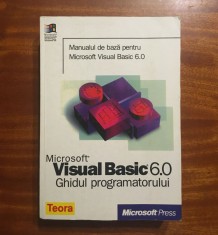 Manualul de bază pentru
Microsoft Visual Basic 6.0
Microsoft
Visual Basic 6.0
Ghidul programatorului
Teora
Microsoft Press